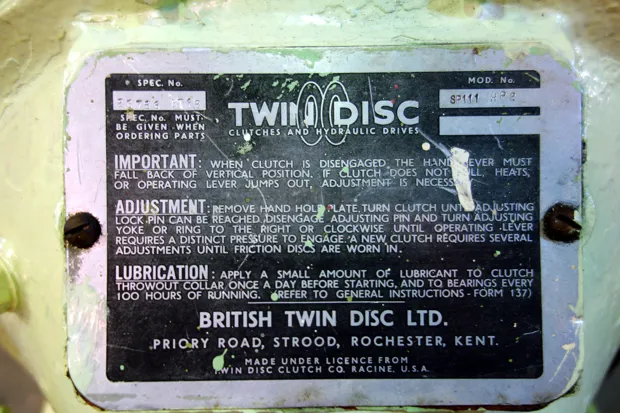 SPEC. No.
MOD. No.
SP111
SPEC. No. MUST
BE GIVEN WHEN
ORDERING PARTS
TWIN DISC
CLUTCHES AND HYDRAULIC DRIVES
IMPORTANT: WHEN CLUTCH IS DISENGAGED THE HAND LEVER MUST
FALL BACK OF VERTICAL POSITION. IF CLUTCH DOES NOT PULL, HEATS,
OR OPERATING LEVER JUMPS OUT, ADJUSTMENT IS NECESSARY
ADJUSTMENT: REMOVE HAND HOLE PLATE. TURN CLUTCH UNTIL ADJUSTING
LOCK PIN CAN BE REACHED. DISENGAGE ADJUSTING PIN AND TURN ADJUSTING
YOKE OR RING TO THE RIGHT OR CLOCKWISE UNTIL OPERATING LEVER
REQUIRES A DISTINCT PRESSURE TO ENGAGE. A NEW CLUTCH REQUIRES SEVERAL
ADJUSTMENTS UNTIL FRICTION DISCS ARE WORN IN.
LUBRICATION: APPLY A SMALL AMOUNT OF LUBRICANT TO CLUTCH
THROWOUT COLLAR ONCE A DAY BEFORE STARTING, AND TO BEARINGS EVERY
100 HOURS OF RUNNING. (REFER TO GENERAL INSTRUCTIONS - FORM 137)
BRITISH TWIN DISC LTD.
PRIORY ROAD, STROOD, ROCHESTER, KENT.
MADE UNDER LICENCE FROM
TWIN DISC CLUTCH CO. RACINE, U.S.A.